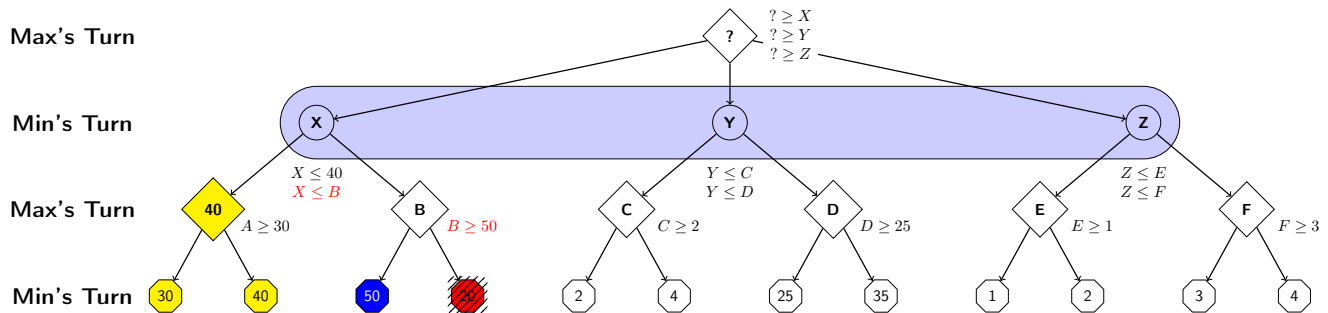 Max's Turn
?
? ≥ X
? ≥ Y
? ≥ Z
Min's Turn
X
Y
Z
X ≤ 40
X ≤ B
Y ≤ C
Y ≤ D
Z ≤ E
Z ≤ F
Max's Turn
40
A ≥ 30
B
B ≥ 50
C
C ≥ 2
D
D ≥ 25
E
E ≥ 1
F
F ≥ 3
Min's Turn
30
40
50
20
2
4
25
35
1
2
3
4